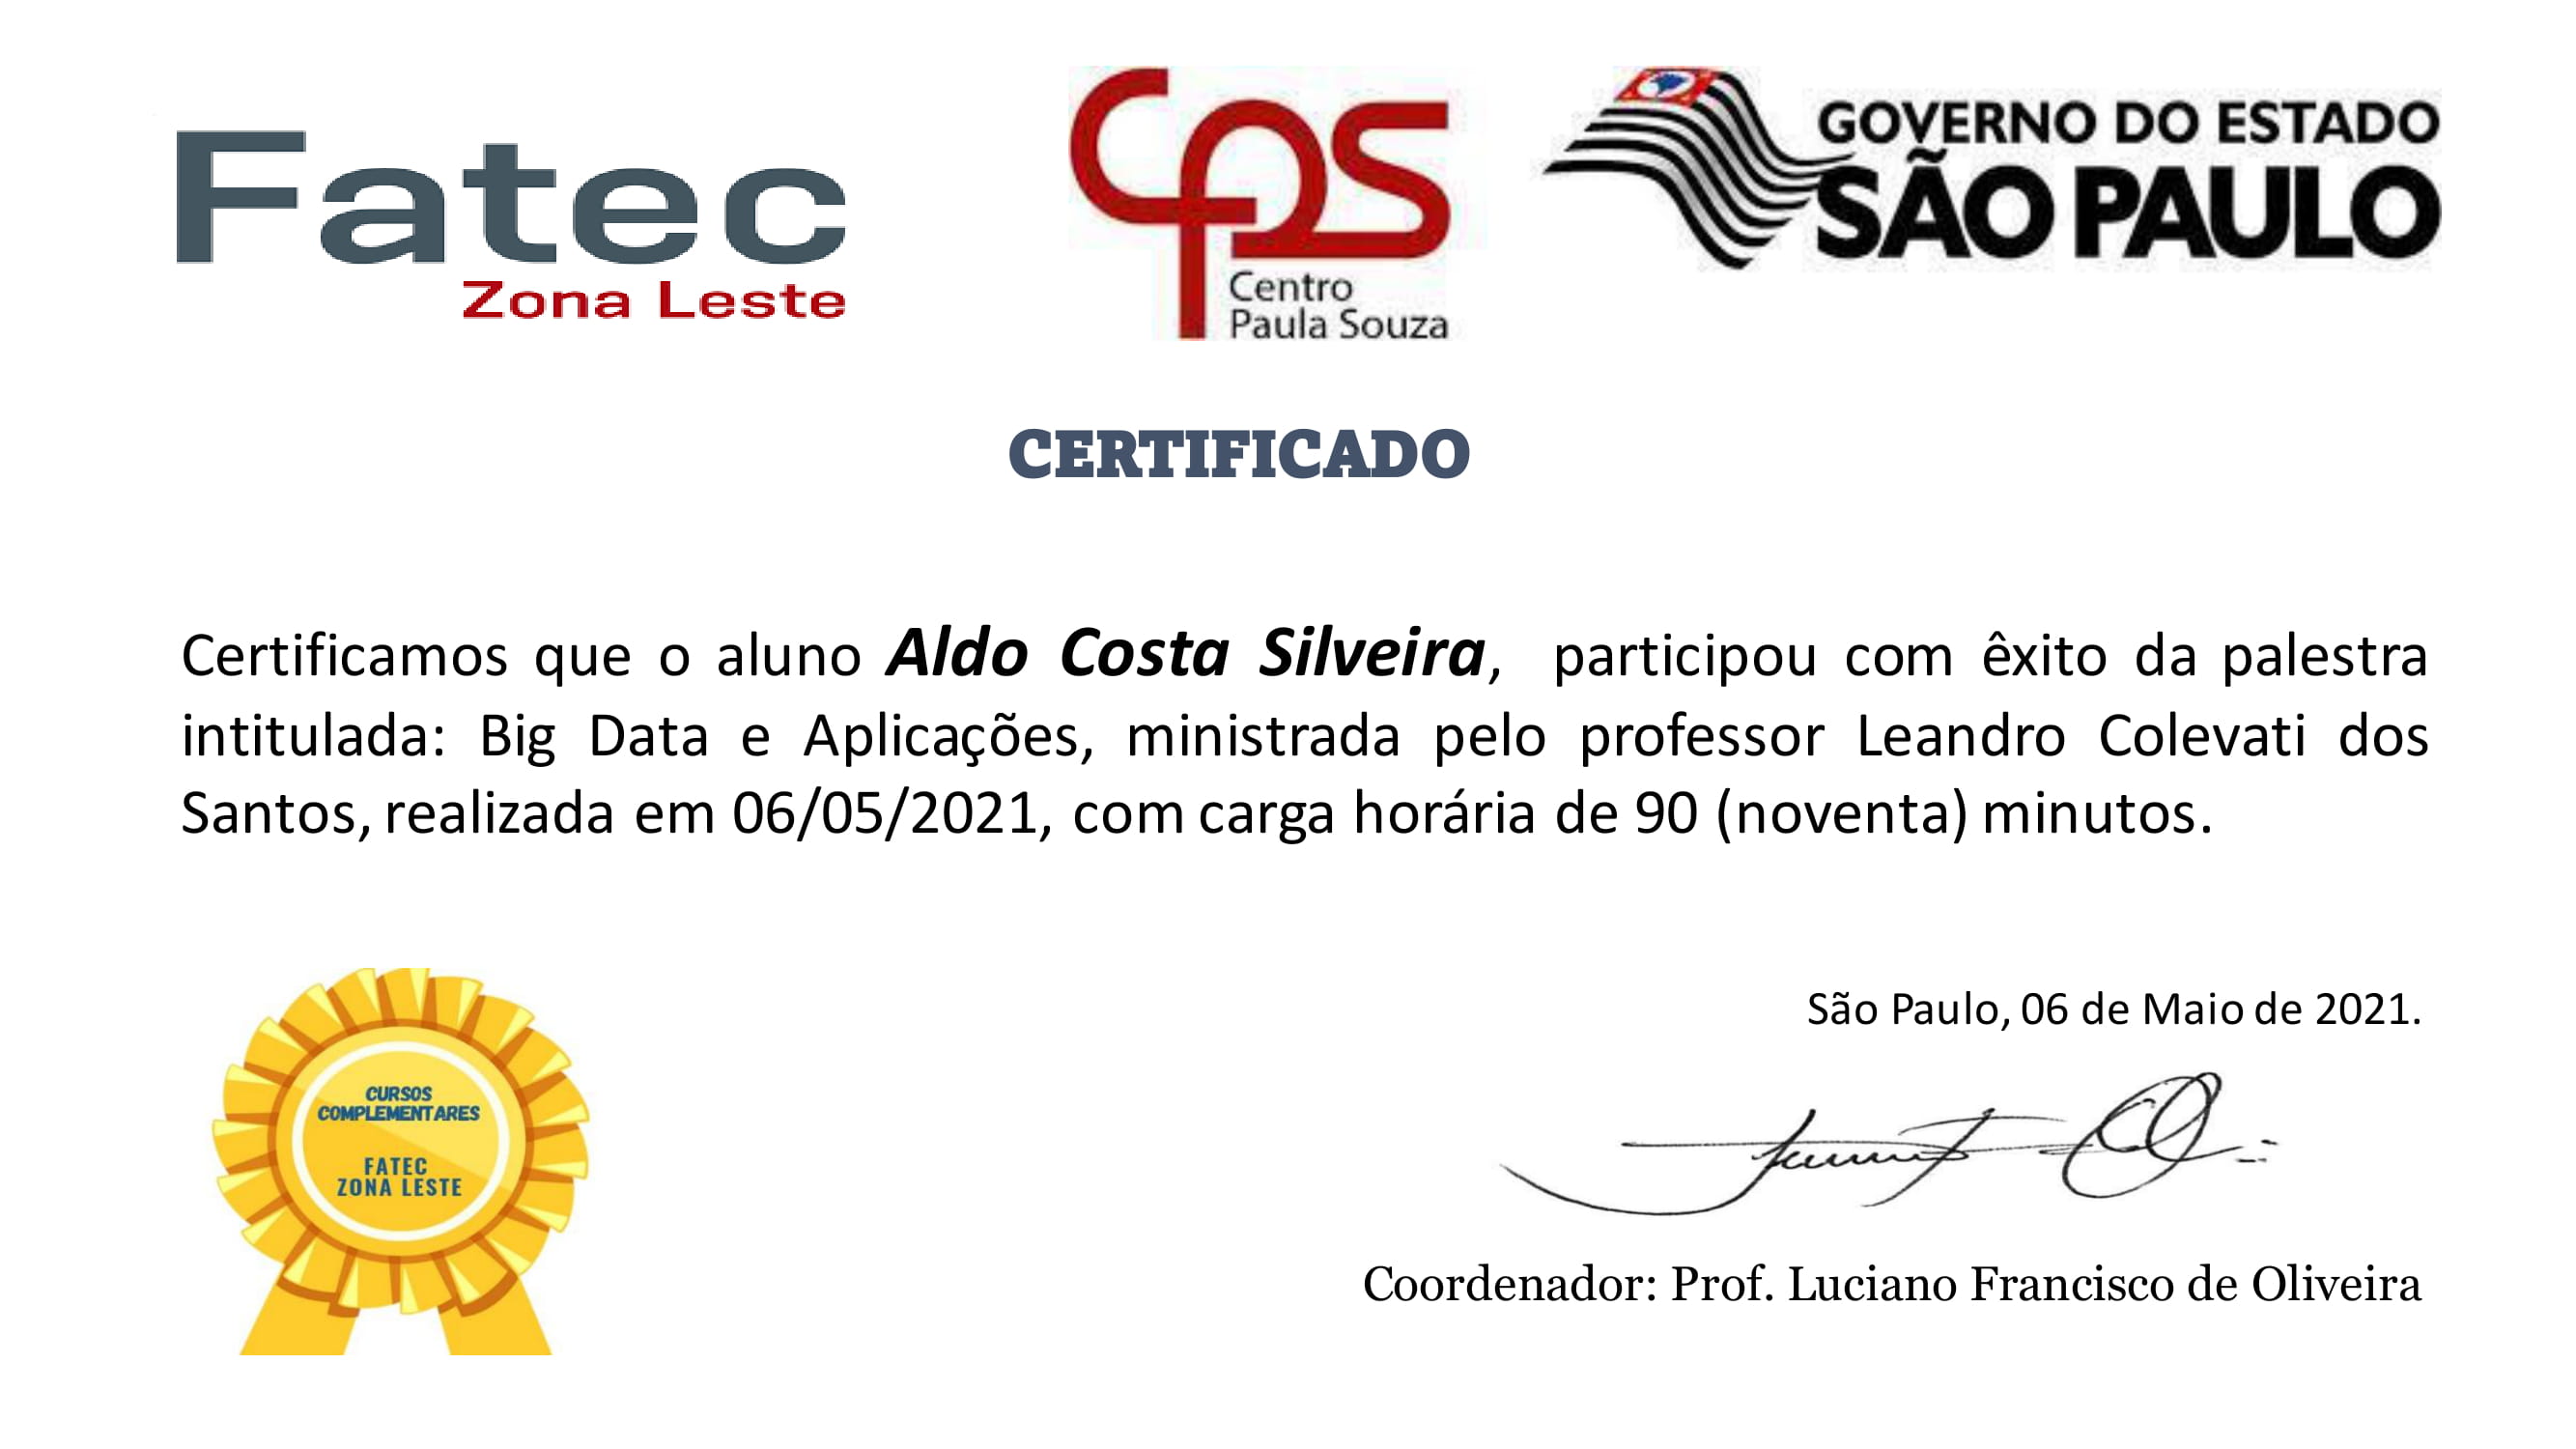 Fatec
Zona Leste
CPS
Centro
Paula Souza
GOVERNO DO ESTADO
SÃO PAULO
CERTIFICADO
Certificamos que o aluno Aldo Costa Silveira, participou com êxito da palestra
intitulada: Big Data e Aplicações, ministrada pelo professor Leandro Colevati dos
Santos, realizada em 06/05/2021, com carga horária de 90 (noventa) minutos.
CURSOS
COMPLEMENTARES
FATEC
ZONA LESTE
São Paulo, 06 de Maio de 2021.
Coordenador: Prof. Luciano Francisco de Oliveira